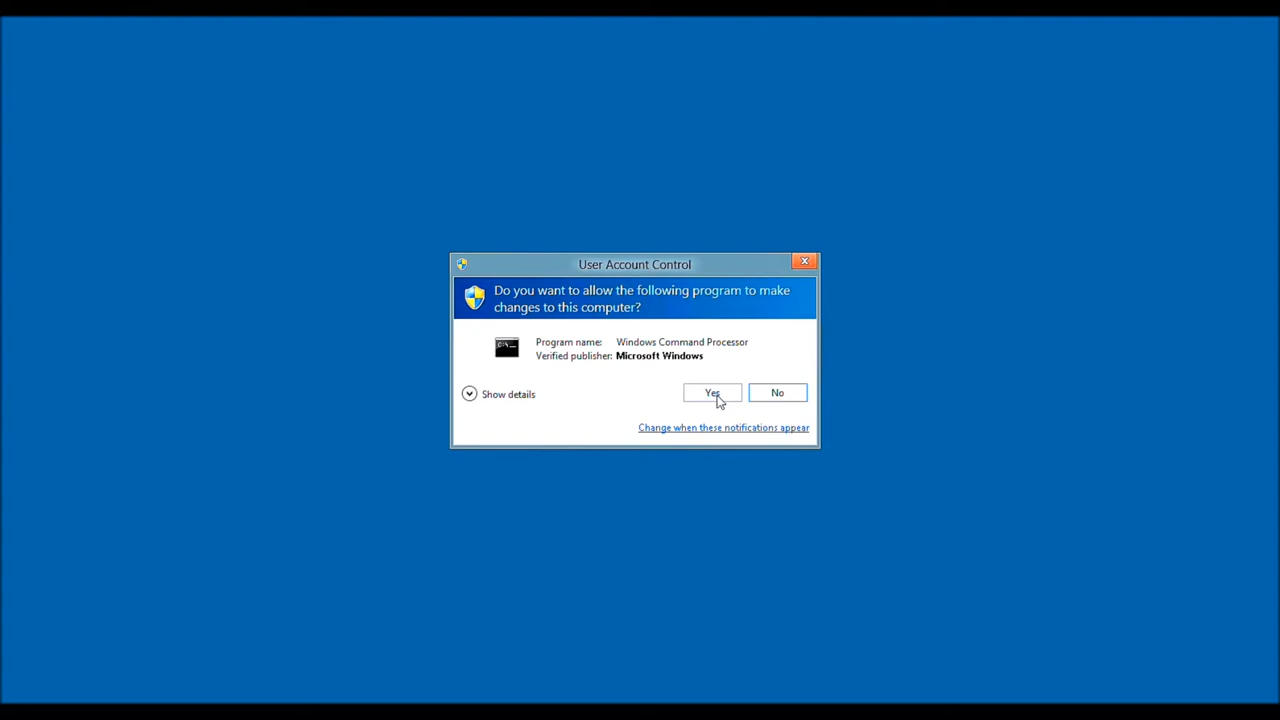 User Account Control
Do you want to allow the following program to make
changes to this computer?
Program name: Windows Command Processor
Verified publisher: Microsoft Windows
Show details
Yes
No
Change when these notifications appear